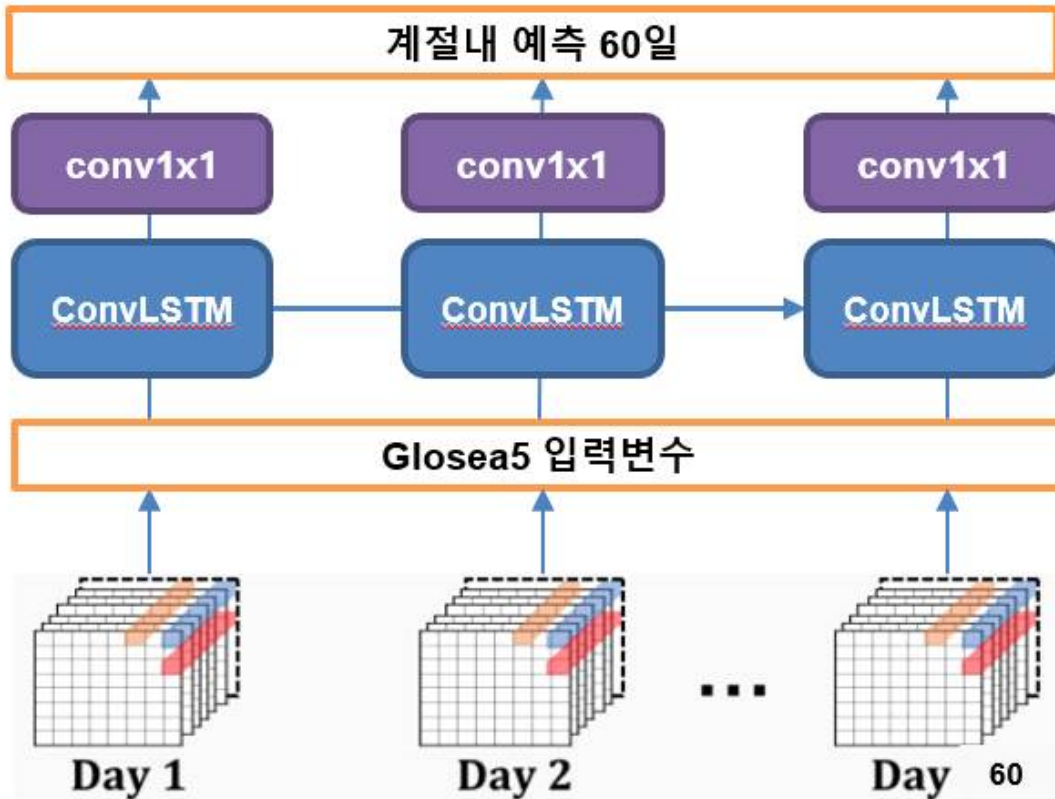 계절내 예측 60일
conv1x1 conv1x1 conv1x1
ConvLSTM ConvLSTM ConvLSTM
Glosea5 입력변수
...
Day 1 Day 2 Day 60